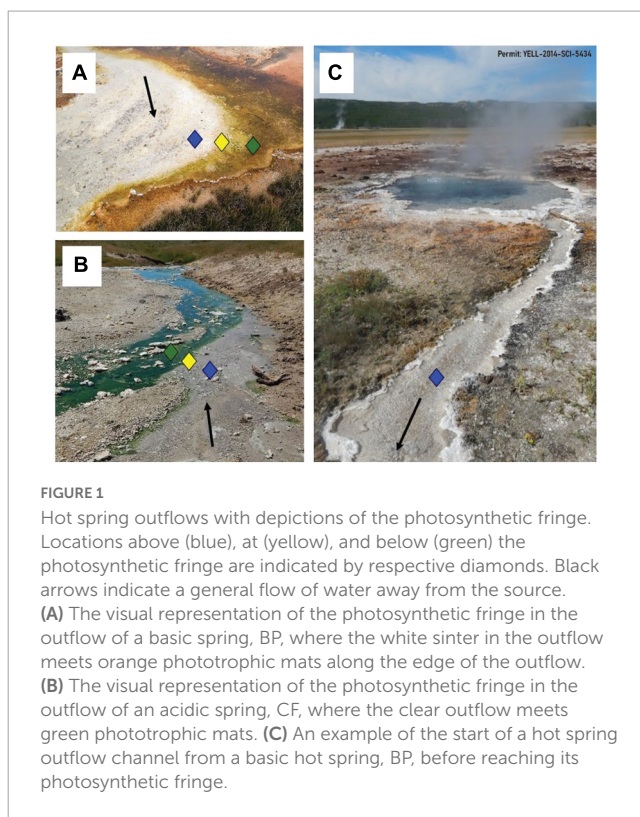 A
B
C
Permit: YELL-2014-SCI-5434
FIGURE 1
Hot spring outflows with depictions of the photosynthetic fringe.
Locations above (blue), at (yellow), and below (green) the
photosynthetic fringe are indicated by respective diamonds. Black
arrows indicate a general flow of water away from the source.
(A) The visual representation of the photosynthetic fringe in the
outflow of a basic spring, BP, where the white sinter in the outflow
meets orange phototrophic mats along the edge of the outflow.
(B) The visual representation of the photosynthetic fringe in the
outflow of an acidic spring, CF, where the clear outflow meets
green phototrophic mats. (C) An example of the start of a hot spring
outflow channel from a basic hot spring, BP, before reaching its
photosynthetic fringe.